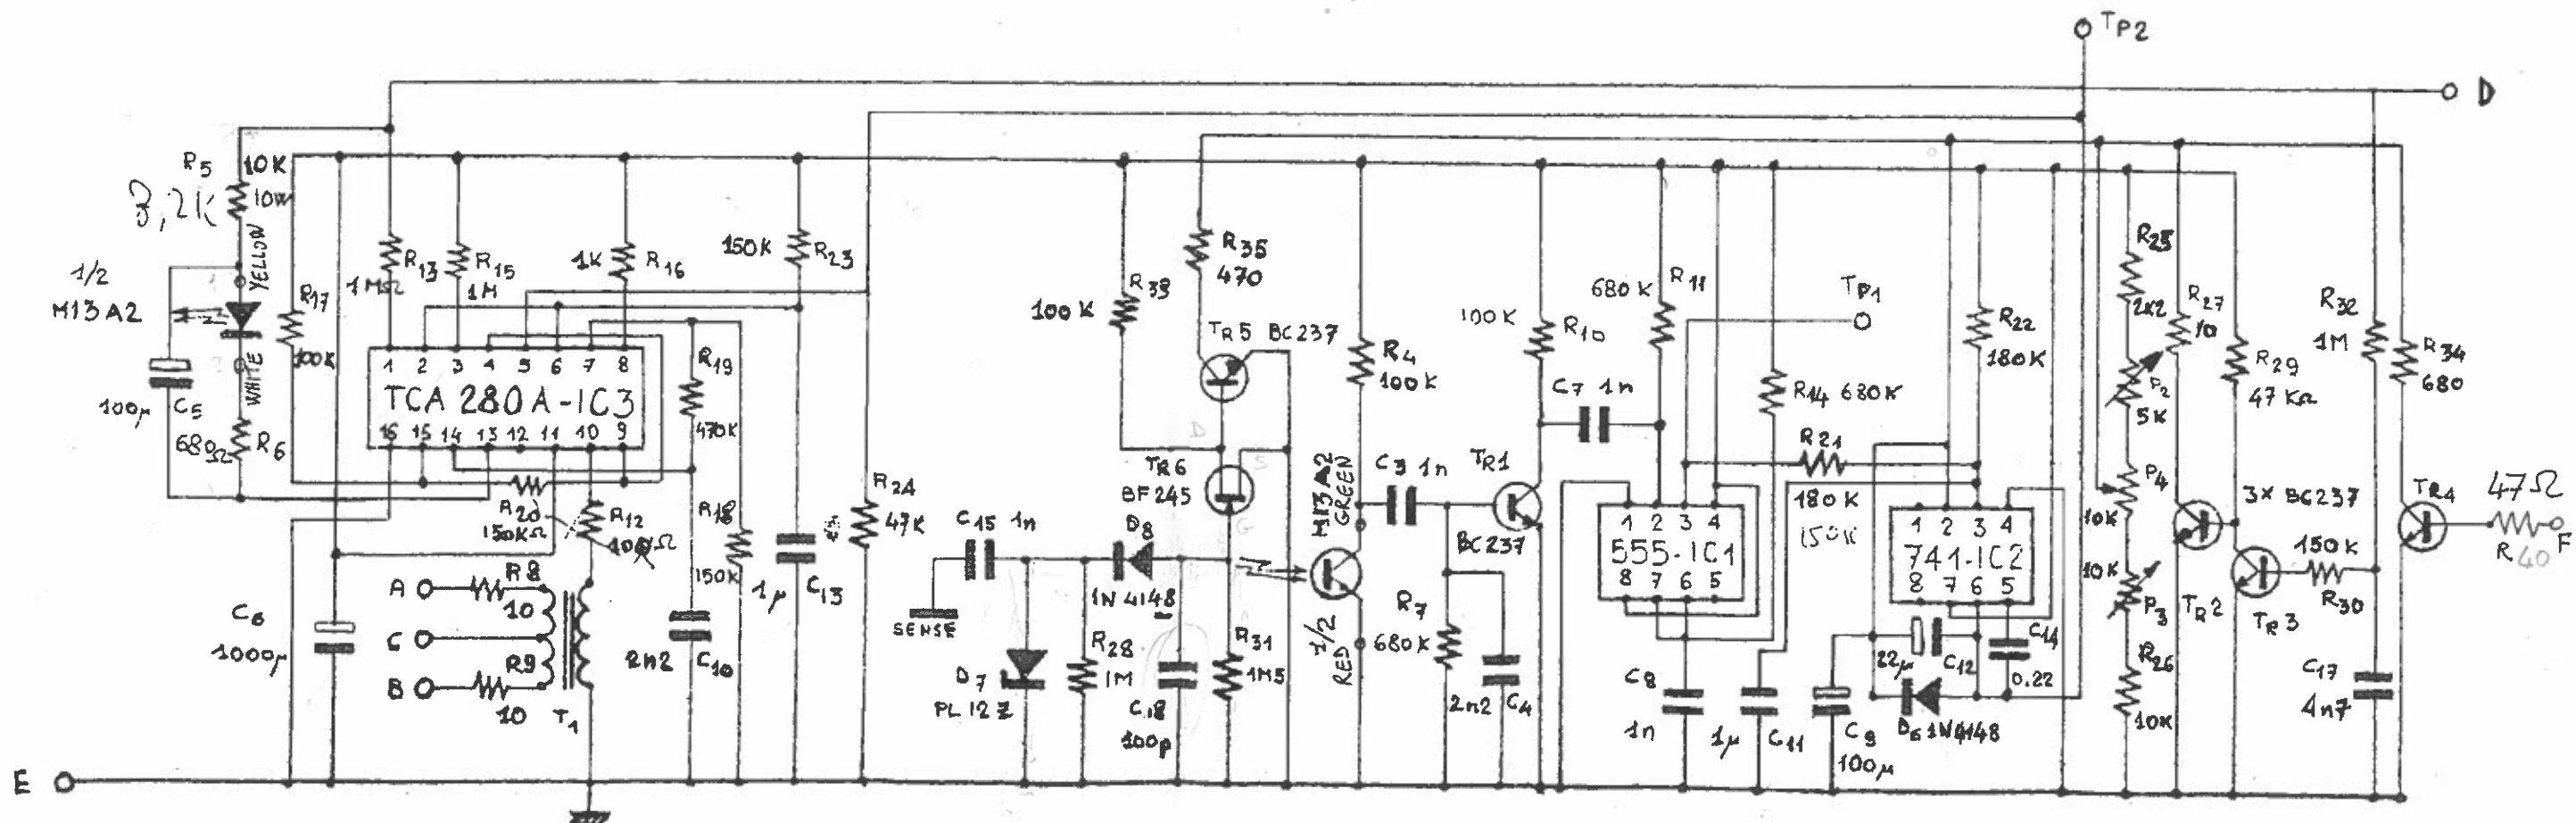 TP2
D
R5 10K
10W
8,2K
YELLOW
1/2
M13A2
WHITE
100µ C5
680Ω R6
R17
100K
R13
1MΩ
R15
1M
1K R16
150K R23
1 2 3 4 5 6 7 8
TCA 280A-IC3
16 15 14 13 12 11 10 9
R19
470K
R20
150KΩ
R12
100Ω
R18
150K
R24
47K
1µ C13
2n2 C10
C6
1000µ
A R8
10
C
B R9
10 T1
E
R35
470
R33
100K
TR5 BC237
D
S
G
TR6
BF245
C15 1n
SENSE
D8
1N4148
D7
PL12Z
R28
1M
C18
100p
R31
1M5
M13A2
GREEN
1/2
RED
R4
100K
C3 1n
TR1
BC237
R7
680K
2n2 C4
100K R10
C7 1n
680K R11
TP1
R14 680K
R21
180K
150K
R22
180K
1 2 3 4
555-IC1
8 7 6 5
1 2 3 4
741-IC2
8 7 6 5
C8
1n
1µ C11
C9
100µ
22µ C12
D6 1N4148
C14
0.22
R25
2K2
P2
5K
P4
10K
10K
P3
R26
10K
R27
10
R29
47KΩ
3x BC237
TR2
TR3
150K
R30
R32
1M
R34
680
TR4
47Ω
R40
F
C17
4n7